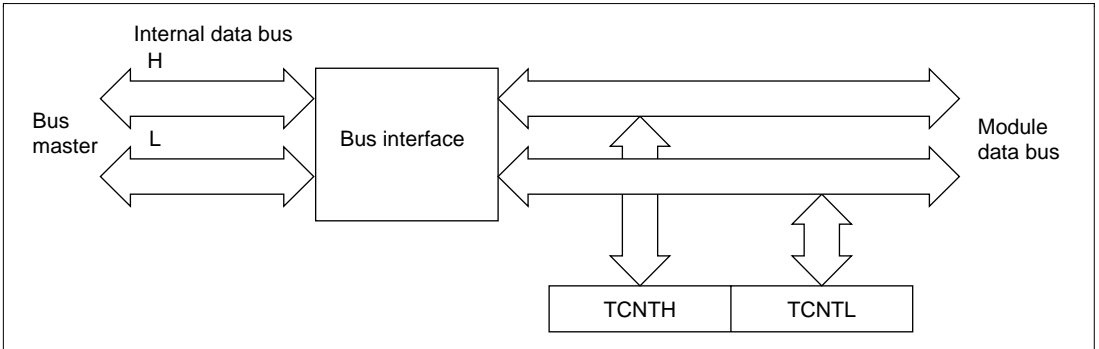 Internal data bus
H
Bus
master
L
Bus interface
Module
data bus
TCNTH
TCNTL